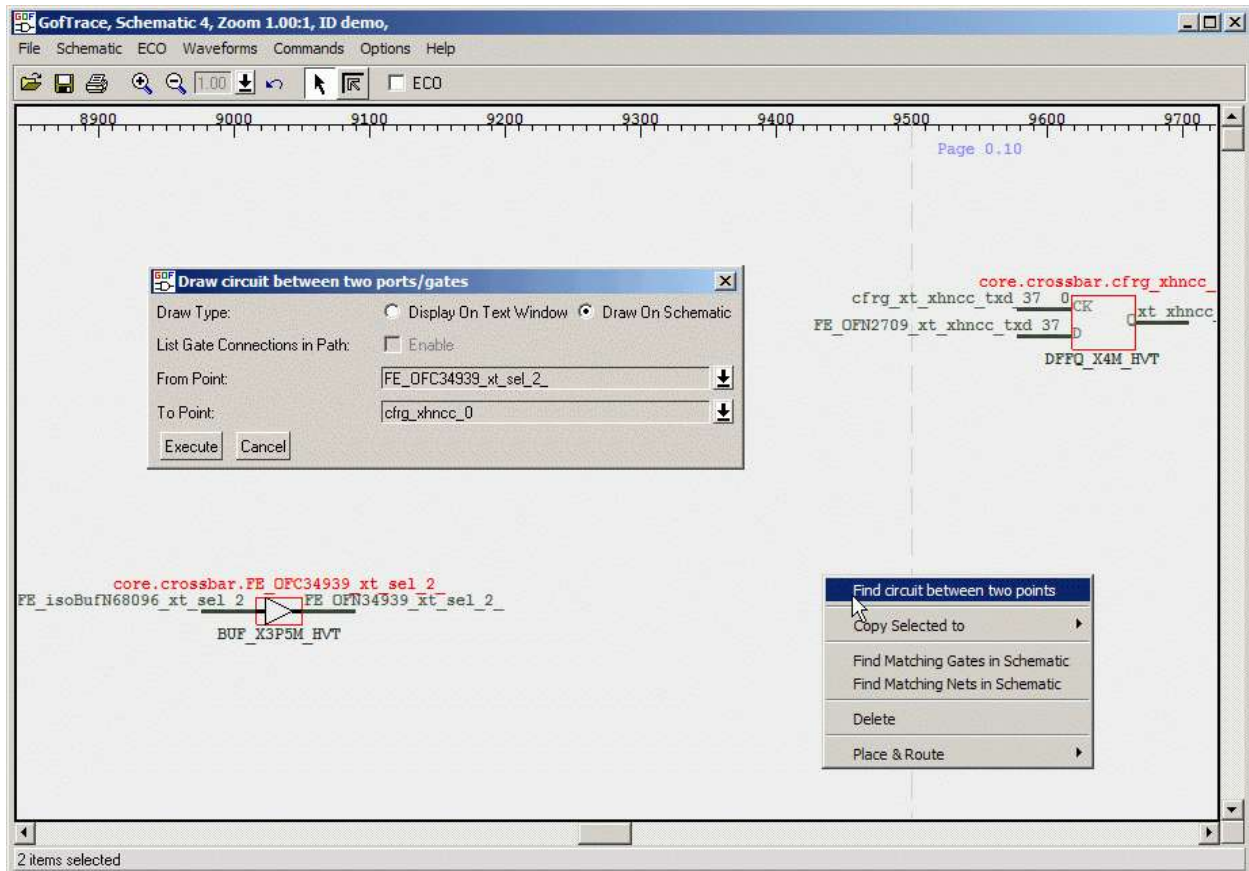 GOF GofTrace, Schematic 4, Zoom 1.00:1, ID demo,
File Schematic ECO Waveforms Commands Options Help
1.00 ECO
8900 9000 9100 9200 9300 9400 9500 9600 9700
Page 0.10
GOF Draw circuit between two ports/gates
Draw Type: Display On Text Window Draw On Schematic
List Gate Connections in Path: Enable
From Point: FE_OFC34939_xt_sel_2_
To Point: cfrg_xhncc_0
Execute Cancel
core.crossbar.cfrg_xhncc_
cfrg_xt_xhncc_txd_37__0 CK
Q xt_xhncc_
FE_OFN2709_xt_xhncc_txd_37_ D
DFFQ_X4M_HVT
core.crossbar.FE_OFC34939_xt_sel_2_
FE_isoBufN68096_xt_sel_2_ FE_OFN34939_xt_sel_2_
BUF_X3P5M_HVT
Find circuit between two points
Copy Selected to
Find Matching Gates in Schematic
Find Matching Nets in Schematic
Delete
Place & Route
2 items selected